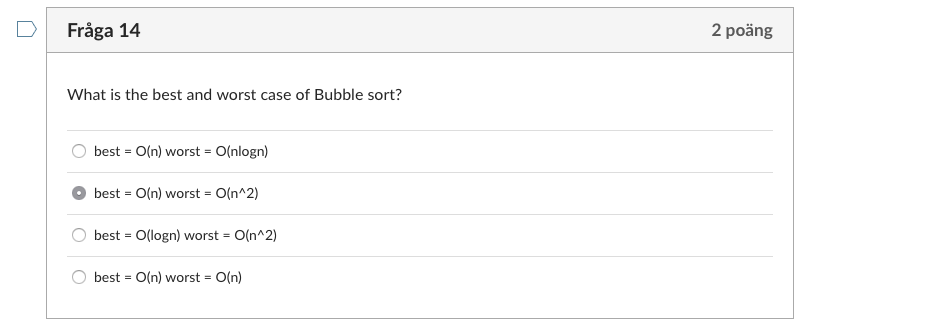 Fråga 14
2 poäng
What is the best and worst case of Bubble sort?
best = O(n) worst = O(nlogn)
best = O(n) worst = O(n^2)
best = O(logn) worst = O(n^2)
best = O(n) worst = O(n)